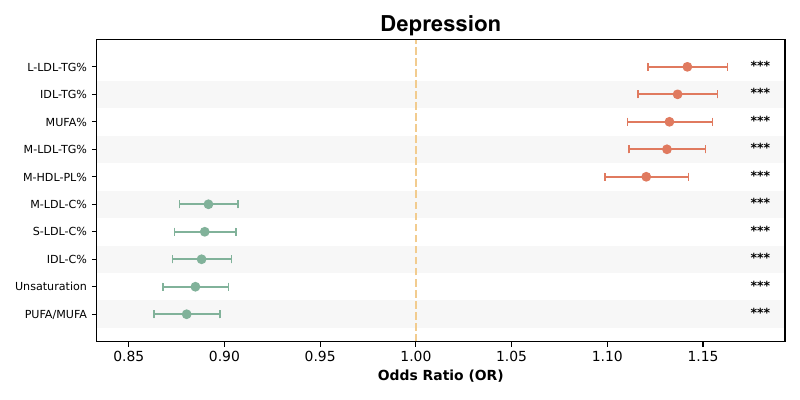 Depression
L-LDL-TG% ***
IDL-TG% ***
MUFA% ***
M-LDL-TG% ***
M-HDL-PL% ***
M-LDL-C% ***
S-LDL-C% ***
IDL-C% ***
Unsaturation ***
PUFA/MUFA ***
0.85 0.90 0.95 1.00 1.05 1.10 1.15
Odds Ratio (OR)